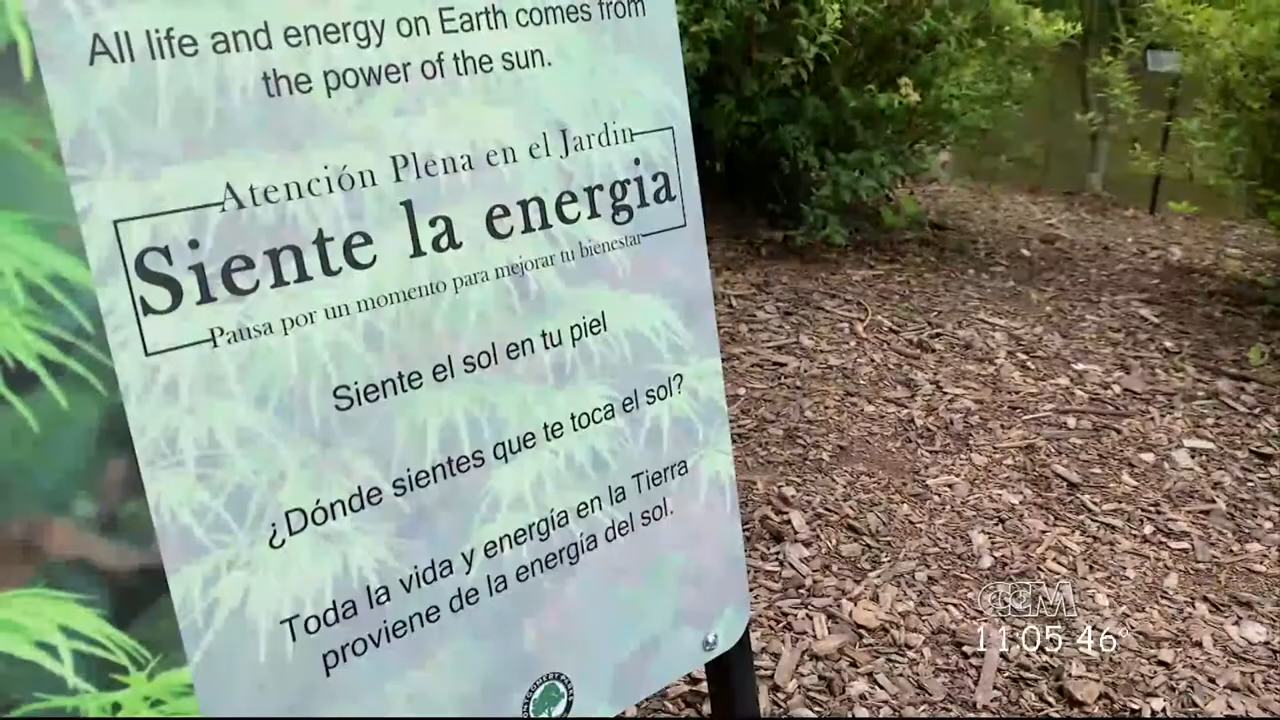 All life and energy on Earth comes from
the power of the sun.
Atención Plena en el Jardin
Siente la energia
Pausa por un momento para mejorar tu bienestar
Siente el sol en tu piel
¿Dónde sientes que te toca el sol?
Toda la vida y energía en la Tierra
proviene de la energía del sol.
MONTGOMERY PARKS
CCM
11:05 46°